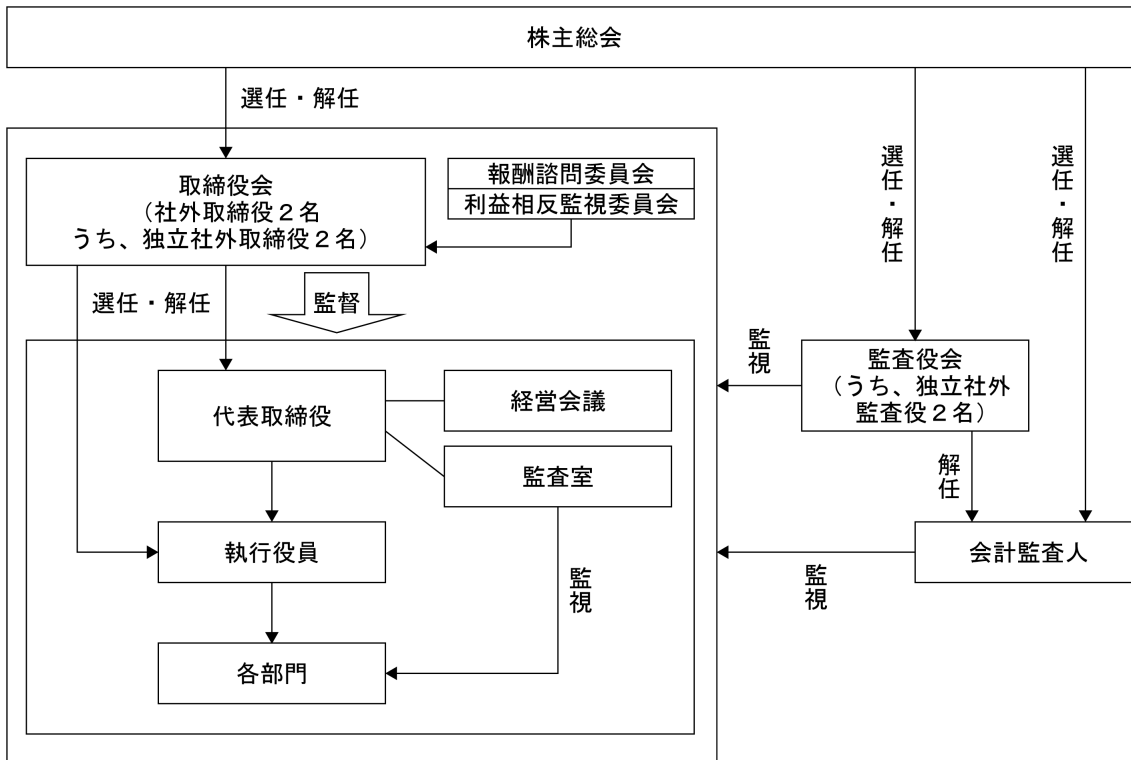 株主総会
選任・解任
取締役会
（社外取締役２名
うち、独立社外取締役２名）
報酬諮問委員会
利益相反監視委員会
選任・解任
選任・解任
選任・解任
監督
監視
監査役会
（うち、独立社外
監査役２名）
代表取締役
経営会議
監査室
解任
執行役員
監視
会計監査人
監視
各部門